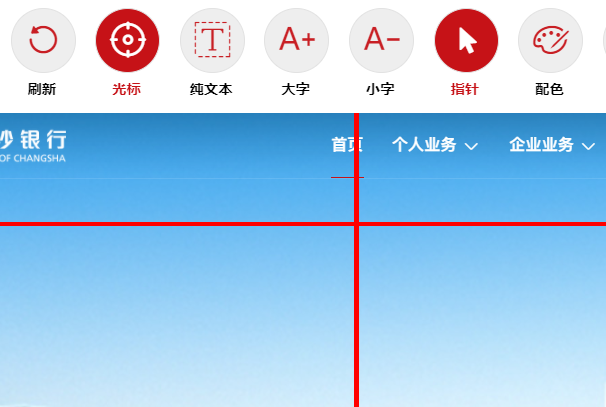 T
A+
A−
刷新
光标
纯文本
大字
小字
指针
配色
沙银行
OF CHANGSHA
首页
个人业务
企业业务